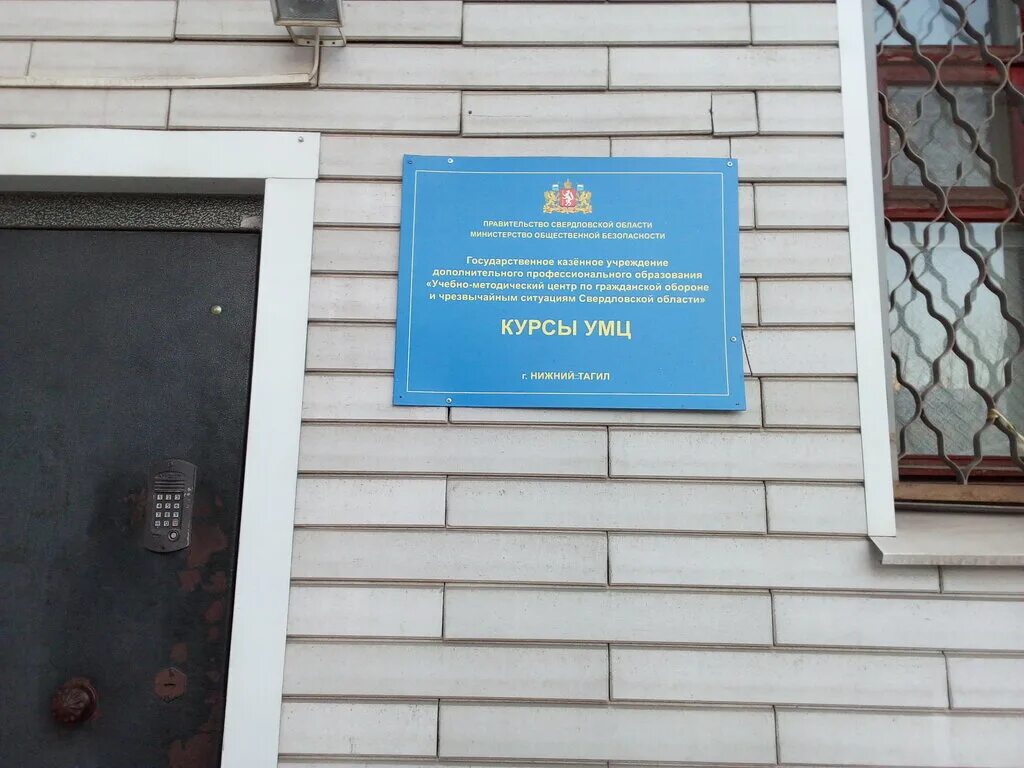 ПРАВИТЕЛЬСТВО СВЕРДЛОВСКОЙ ОБЛАСТИ
МИНИСТЕРСТВО ОБЩЕСТВЕННОЙ БЕЗОПАСНОСТИ
Государственное казённое учреждение
дополнительного профессионального образования
«Учебно-методический центр по гражданской обороне
и чрезвычайным ситуациям Свердловской области»
КУРСЫ УМЦ
г. НИЖНИЙ ТАГИЛ